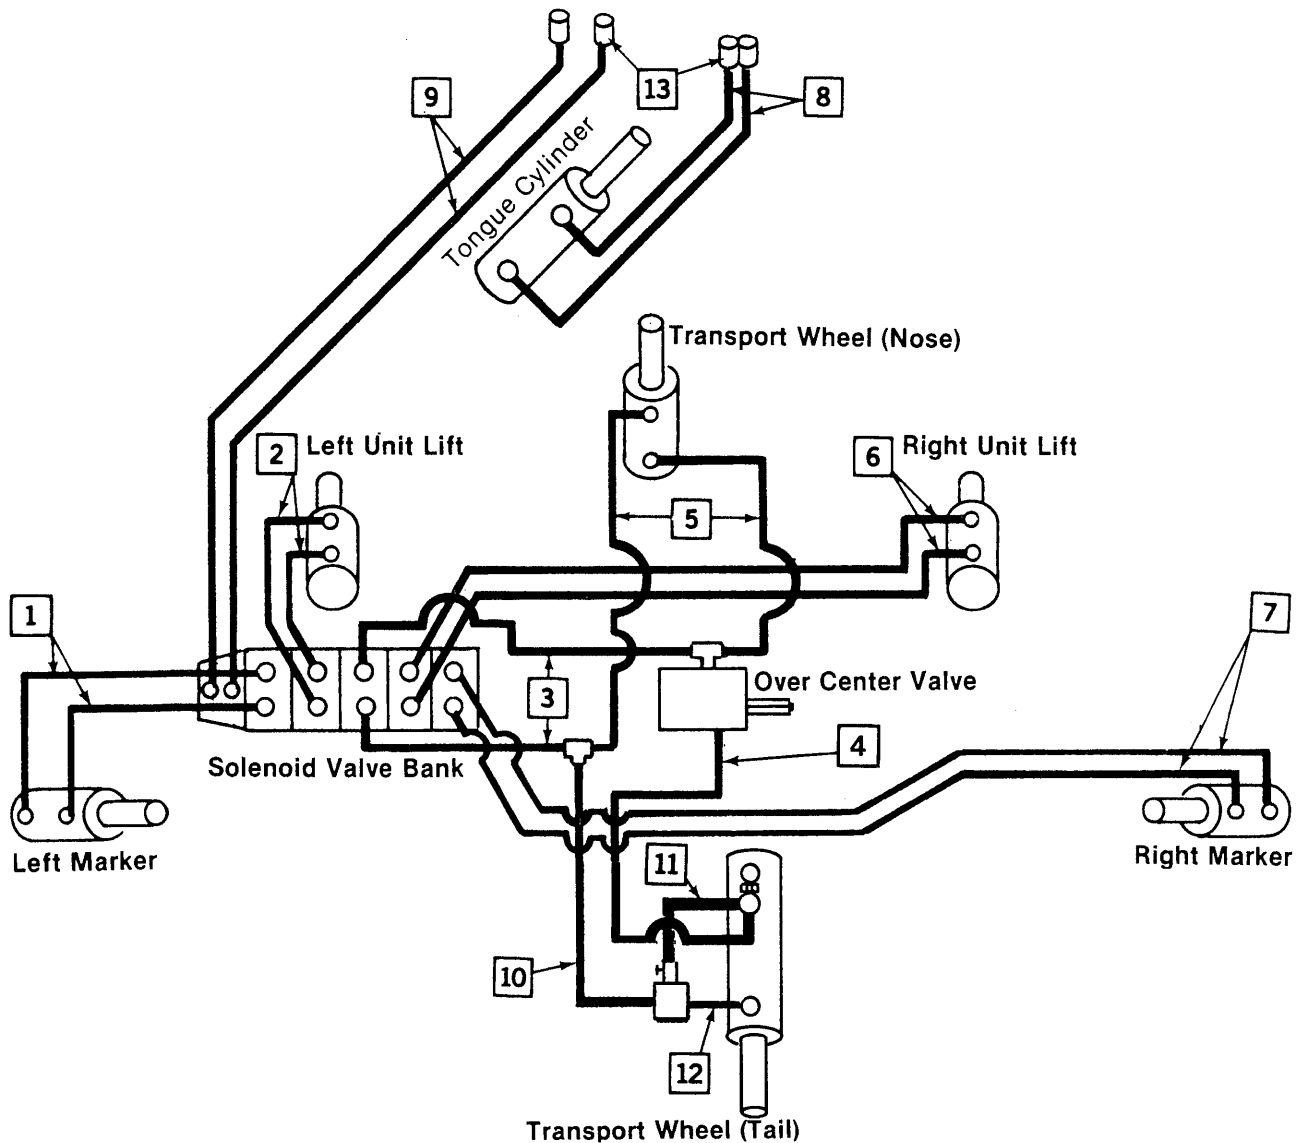 9
13
8
Tongue Cylinder
Transport Wheel (Nose)
2
Left Unit Lift
6
Right Unit Lift
5
1
7
3
Over Center Valve
4
Solenoid Valve Bank
Left Marker
Right Marker
11
10
12
Transport Wheel (Tail)